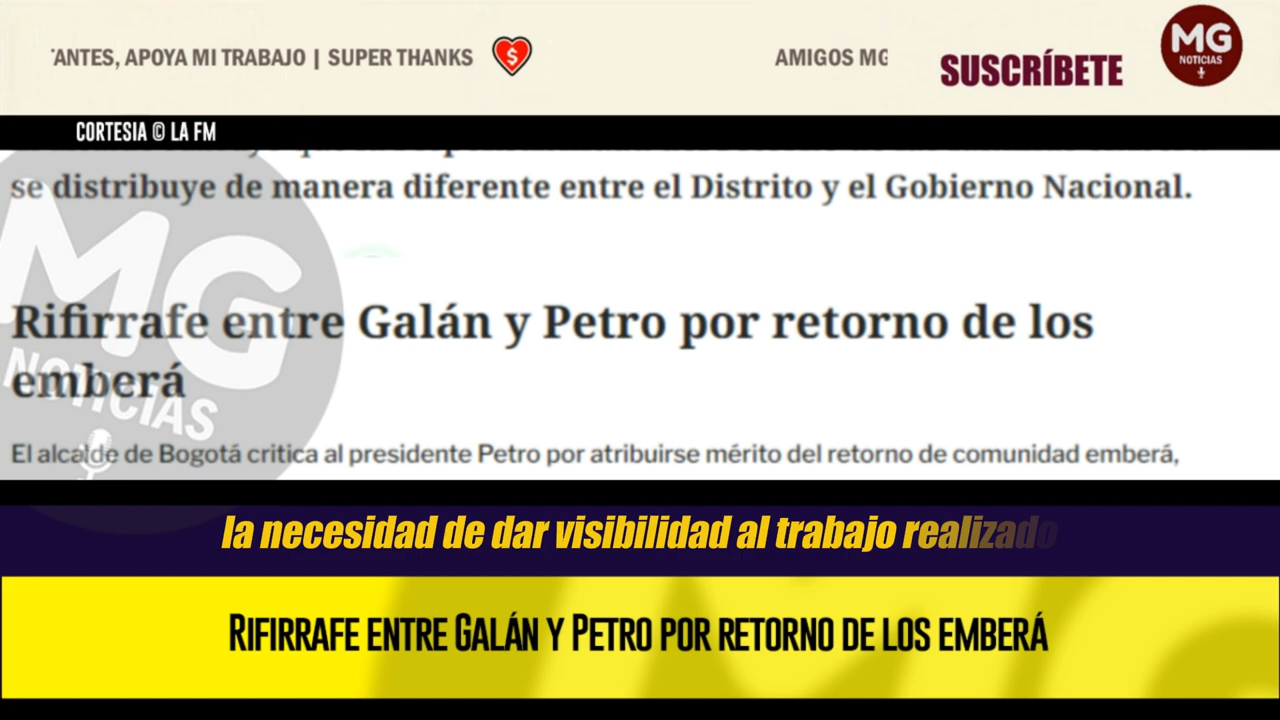 'ANTES, APOYA MI TRABAJO | SUPER THANKS
AMIGOS MG
SUSCRÍBETE
MG
NOTICIAS
CORTESIA © LA FM
se distribuye de manera diferente entre el Distrito y el Gobierno Nacional.
Rifirrafe entre Galán y Petro por retorno de los
emberá
MG
NOTICIAS
El alcalde de Bogotá critica al presidente Petro por atribuirse mérito del retorno de comunidad emberá,
la necesidad de dar visibilidad al trabajo realizado
RIFIRRAFE ENTRE GALÁN Y PETRO POR RETORNO DE LOS EMBERÁ